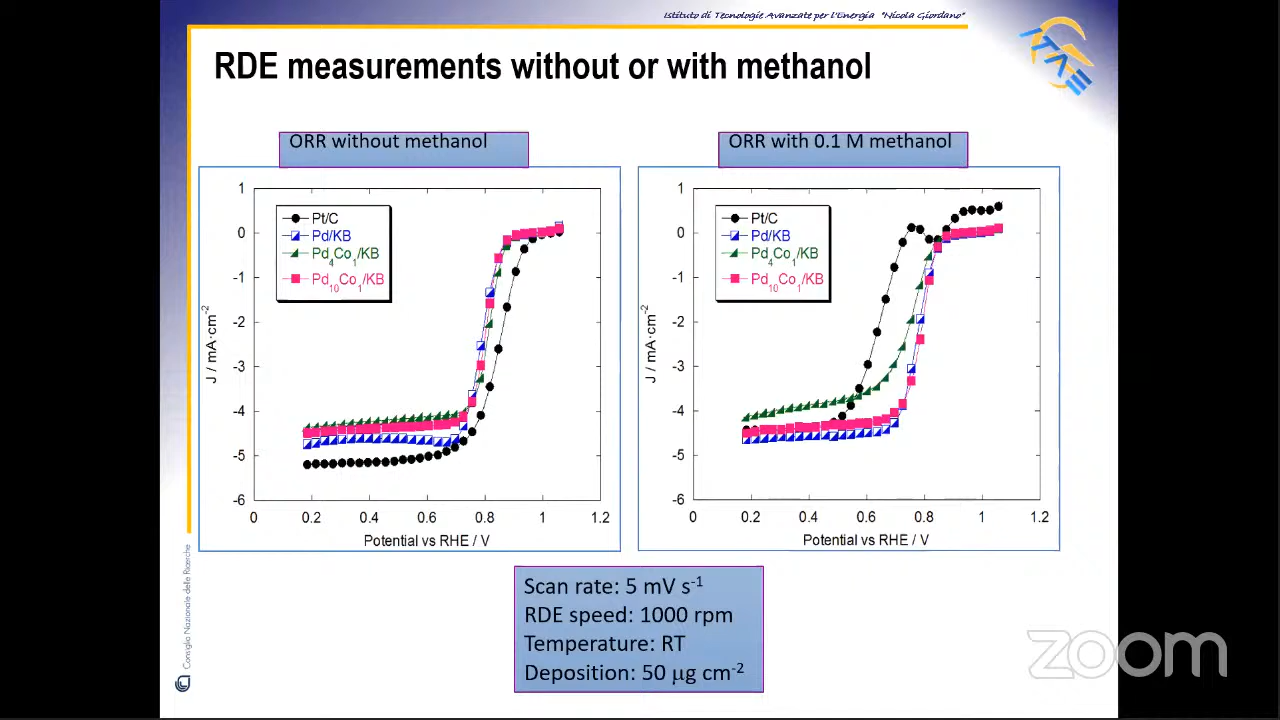 Istituto di Tecnologie Avanzate per l'Energia "Nicola Giordano"
ITAE
RDE measurements without or with methanol
ORR without methanol
1
0
-1
-2
-3
-4
-5
-6
J / mA·cm-2
Pt/C
Pd/KB
Pd4Co1/KB
Pd10Co1/KB
0 0.2 0.4 0.6 0.8 1 1.2
Potential vs RHE / V
ORR with 0.1 M methanol
1
0
-1
-2
-3
-4
-5
-6
J / mA·cm-2
Pt/C
Pd/KB
Pd4Co1/KB
Pd10Co1/KB
0 0.2 0.4 0.6 0.8 1 1.2
Potential vs RHE / V
Scan rate: 5 mV s-1
RDE speed: 1000 rpm
Temperature: RT
Deposition: 50 μg cm-2
Consiglio Nazionale delle Ricerche
zoom